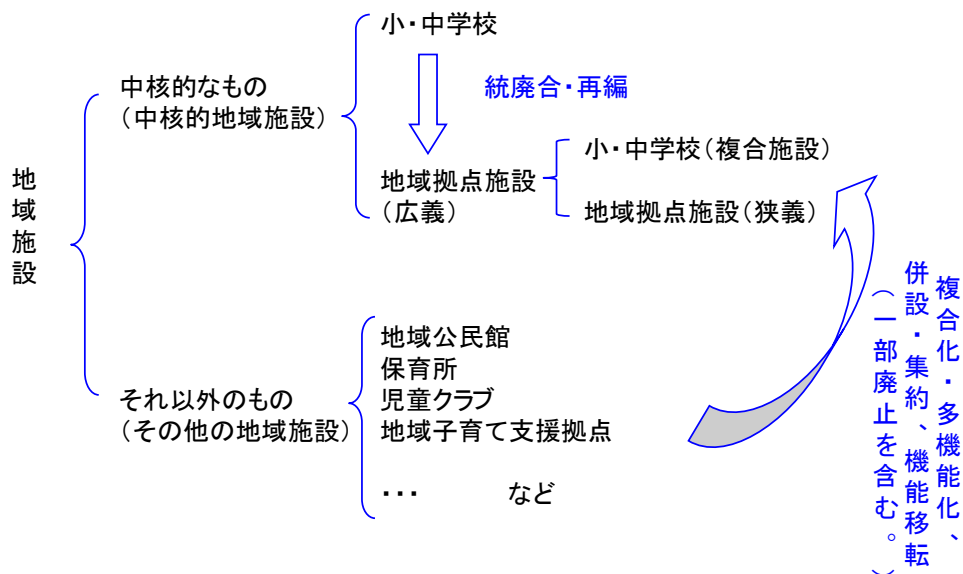 地域施設
中核的なもの
（中核的地域施設）
小・中学校
統廃合・再編
地域拠点施設
（広義）
小・中学校（複合施設）
地域拠点施設（狭義）
それ以外のもの
（その他の地域施設）
地域公民館
保育所
児童クラブ
地域子育て支援拠点
・・・　　　など
複合化・多機能化、
併設・集約、機能移転
（一部廃止を含む。）